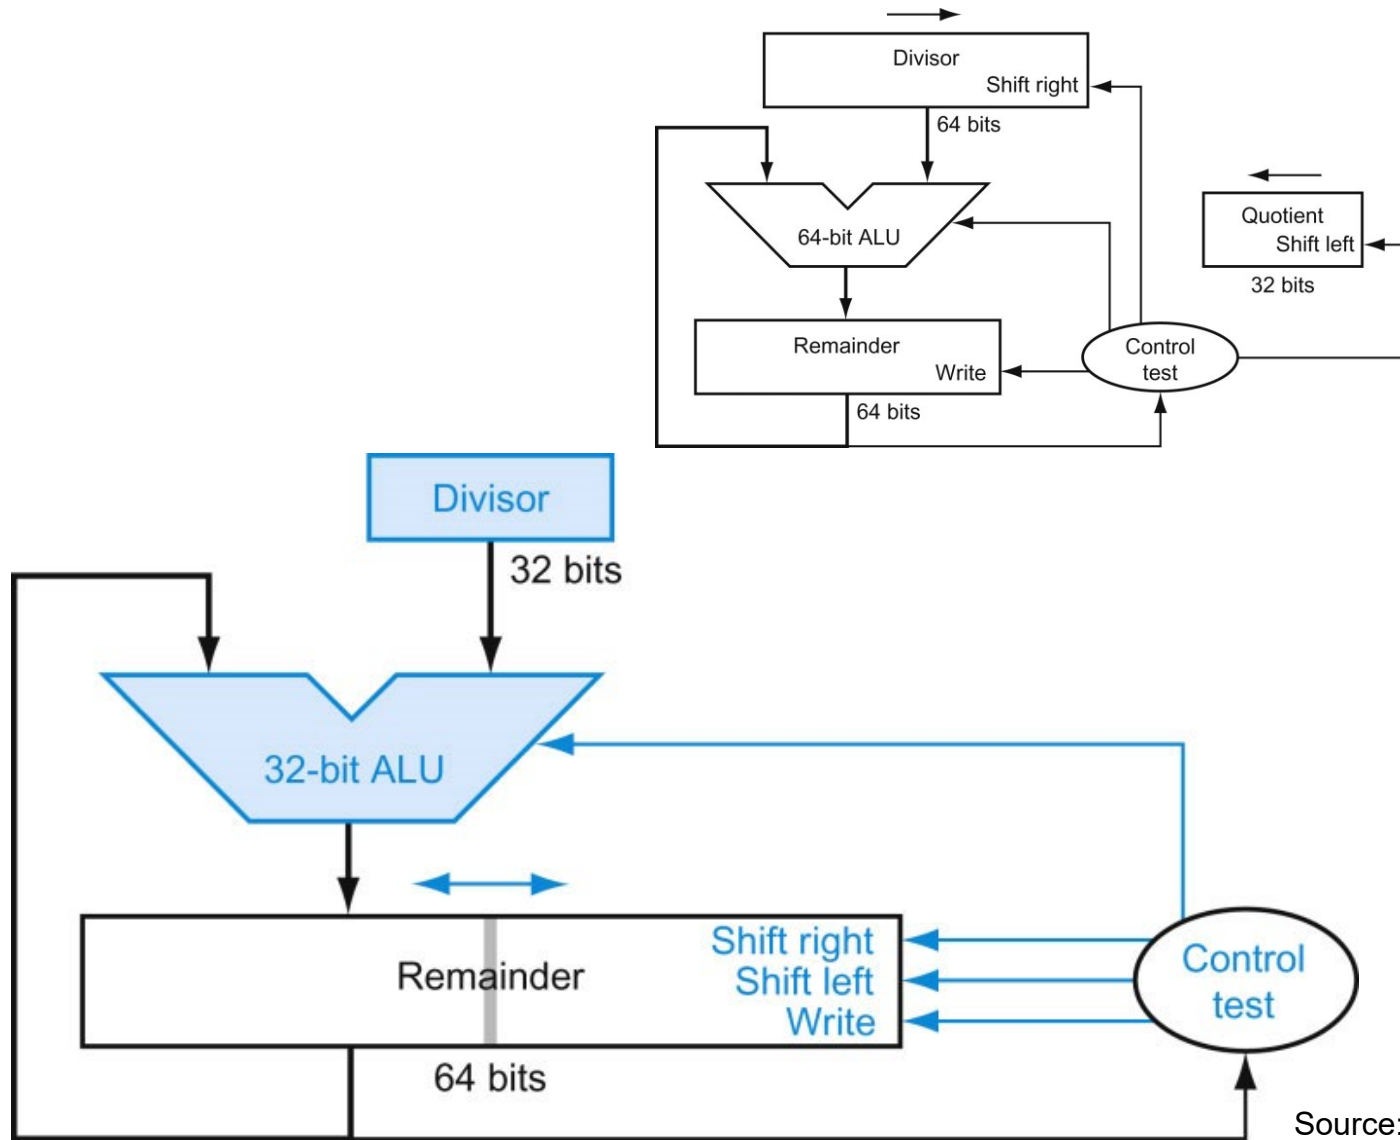 Divisor
Shift right
64 bits
64-bit ALU
Quotient
Shift left
32 bits
Remainder
Write
64 bits
Control
test
Divisor
32 bits
32-bit ALU
Remainder
Shift right
Shift left
Write
64 bits
Control
test
Source: